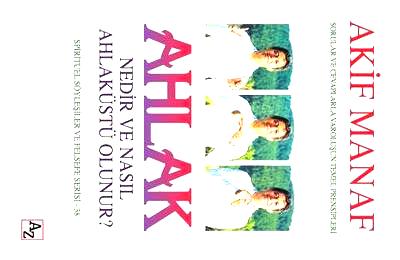 AKİF MANAF
SORULAR VE CEVAPLARLA VAROLUŞUN TEMEL PRENSİPLERİ
AHLAK
NEDİR VE NASIL
AHLAKÜSTÜ OLUNUR?
SPİRİTÜEL SÖYLEŞİLER VE FELSEFE SERİSİ - 58
AZ